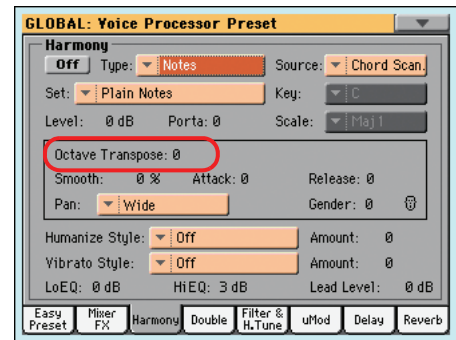 GLOBAL: Voice Processor Preset
Harmony
Off Type: Notes Source: Chord Scan.
Set: Plain Notes Key: C
Level: 0 dB Porta: 0 Scale: Maj1
Octave Transpose: 0
Smooth: 0 % Attack: 0 Release: 0
Pan: Wide Gender: 0
Humanize Style: Off Amount: 0
Vibrato Style: Off Amount: 0
LoEQ: 0 dB HiEQ: 3 dB Lead Level: 0 dB
Easy Preset Mixer FX Harmony Double Filter & H.Tune uMod Delay Reverb